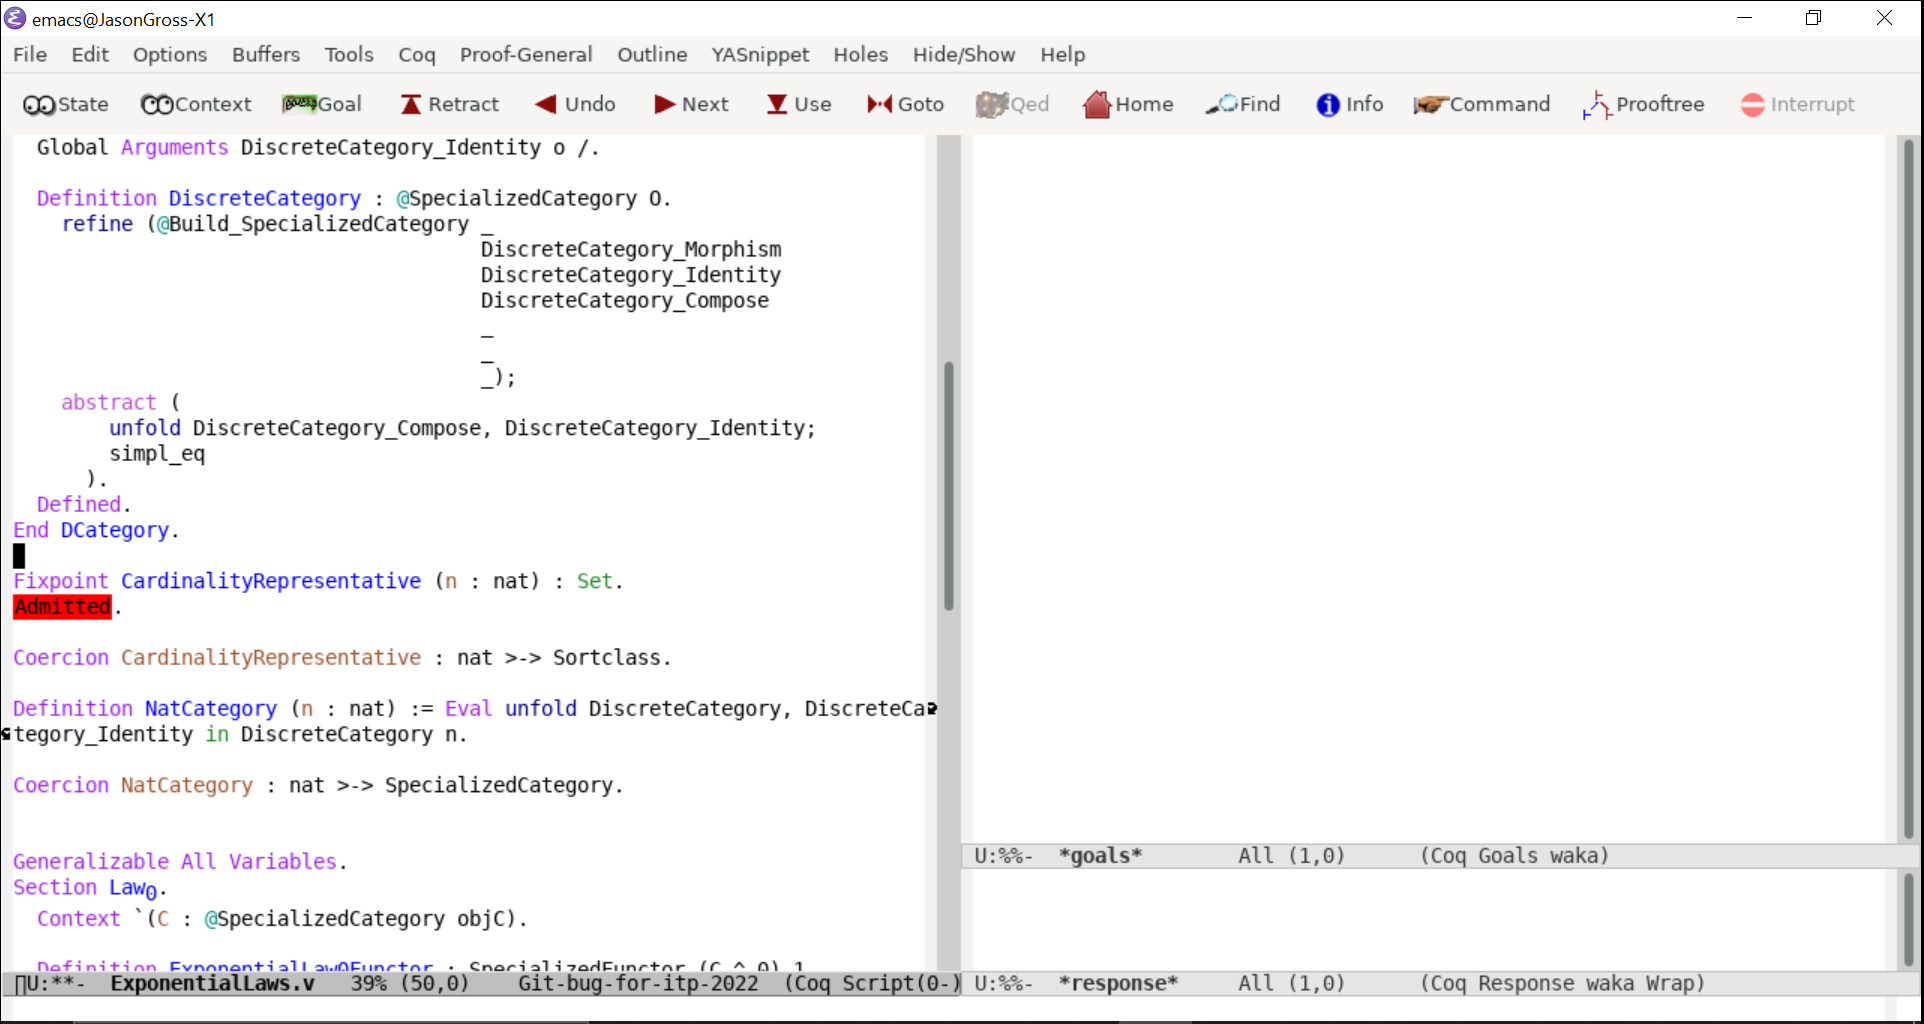 emacs@JasonGross-X1
File Edit Options Buffers Tools Coq Proof-General Outline YASnippet Holes Hide/Show Help
State Context Goal Retract Undo Next Use Goto Qed Home Find Info Command Prooftree Interrupt
Global Arguments DiscreteCategory_Identity o /.
Definition DiscreteCategory : @SpecializedCategory O.
refine (@Build_SpecializedCategory _
DiscreteCategory_Morphism
DiscreteCategory_Identity
DiscreteCategory_Compose
_
_
_);
abstract (
unfold DiscreteCategory_Compose, DiscreteCategory_Identity;
simpl_eq
).
Defined.
End DCategory.
Fixpoint CardinalityRepresentative (n : nat) : Set.
Admitted.
Coercion CardinalityRepresentative : nat >-> Sortclass.
Definition NatCategory (n : nat) := Eval unfold DiscreteCategory, DiscreteCa
tegory_Identity in DiscreteCategory n.
Coercion NatCategory : nat >-> SpecializedCategory.
Generalizable All Variables.
Section Law0.
Context `(C : @SpecializedCategory objC).
Definition ExponentialLaw0Functor : SpecializedFunctor (C ^ 0) 1
U:**- ExponentialLaws.v 39% (50,0) Git-bug-for-itp-2022 (Coq Script(0-)
U:%%- *goals* All (1,0) (Coq Goals waka)
U:%%- *response* All (1,0) (Coq Response waka Wrap)